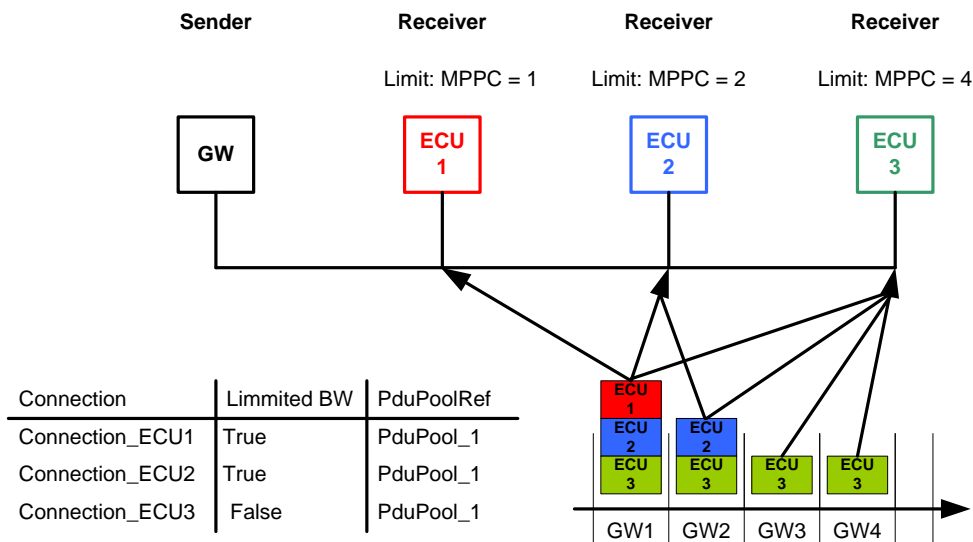 Sender Receiver Receiver Receiver
Limit: MPPC = 1 Limit: MPPC = 2 Limit: MPPC = 4
GW
ECU
1
ECU
2
ECU
3
Connection Limmited BW PduPoolRef
Connection_ECU1 True PduPool_1
Connection_ECU2 True PduPool_1
Connection_ECU3 False PduPool_1
ECU
1
ECU
2
ECU
3
ECU
2
ECU
3
ECU
3
ECU
3
GW1 GW2 GW3 GW4